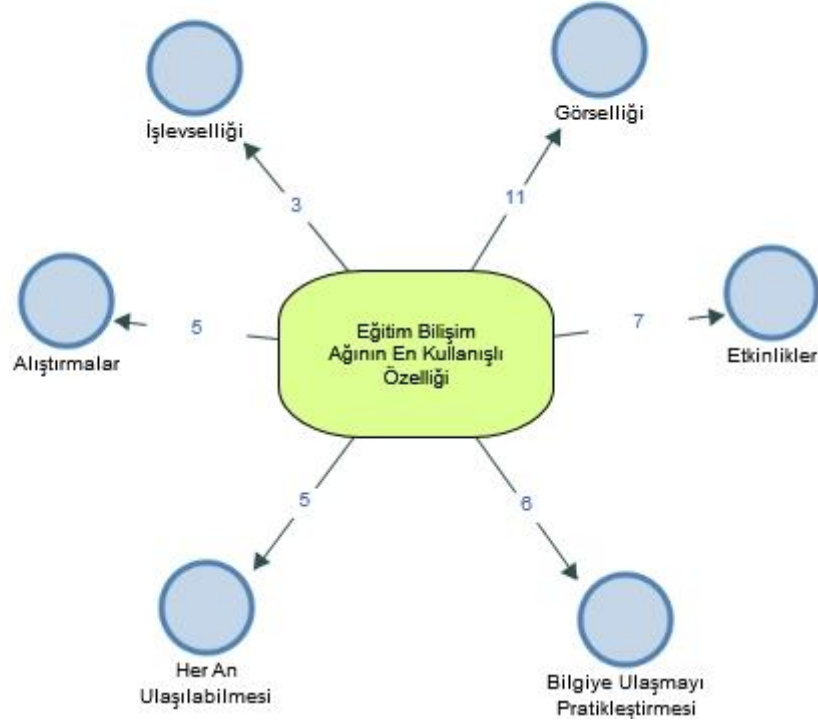 İşlevselliği
Görselliği
3
11
Alıştırmalar
5
Eğitim Bilişim
Ağının En Kullanışlı
Özelliği
7
Etkinlikler
5
6
Her An
Ulaşılabilmesi
Bilgiye Ulaşmayı
Pratikleştirmesi